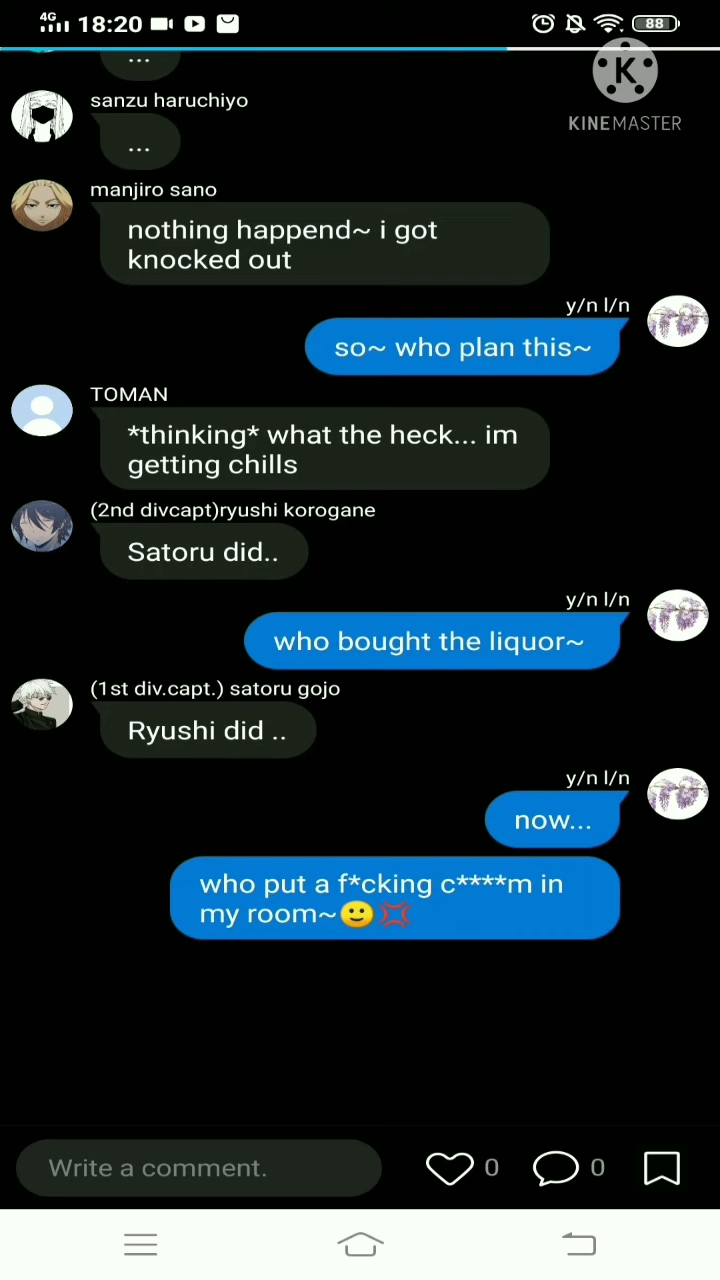 4G 18:20 88
K
KINEMASTER
...
sanzu haruchiyo
...
manjiro sano
nothing happend~ i got
knocked out
y/n l/n
so~ who plan this~
TOMAN
*thinking* what the heck... im
getting chills
(2nd divcapt)ryushi korogane
Satoru did..
y/n l/n
who bought the liquor~
(1st div.capt.) satoru gojo
Ryushi did ..
y/n l/n
now...
who put a f*cking c****m in
my room~🙂💢
Write a comment. 0 0